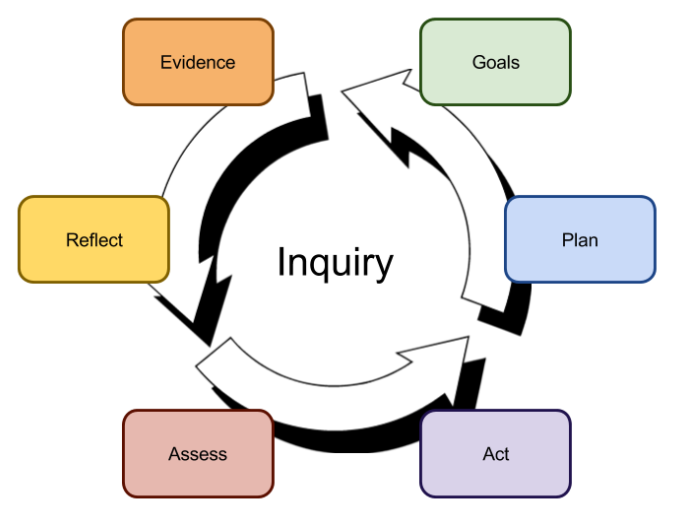 Evidence
Goals
Reflect
Inquiry
Plan
Assess
Act